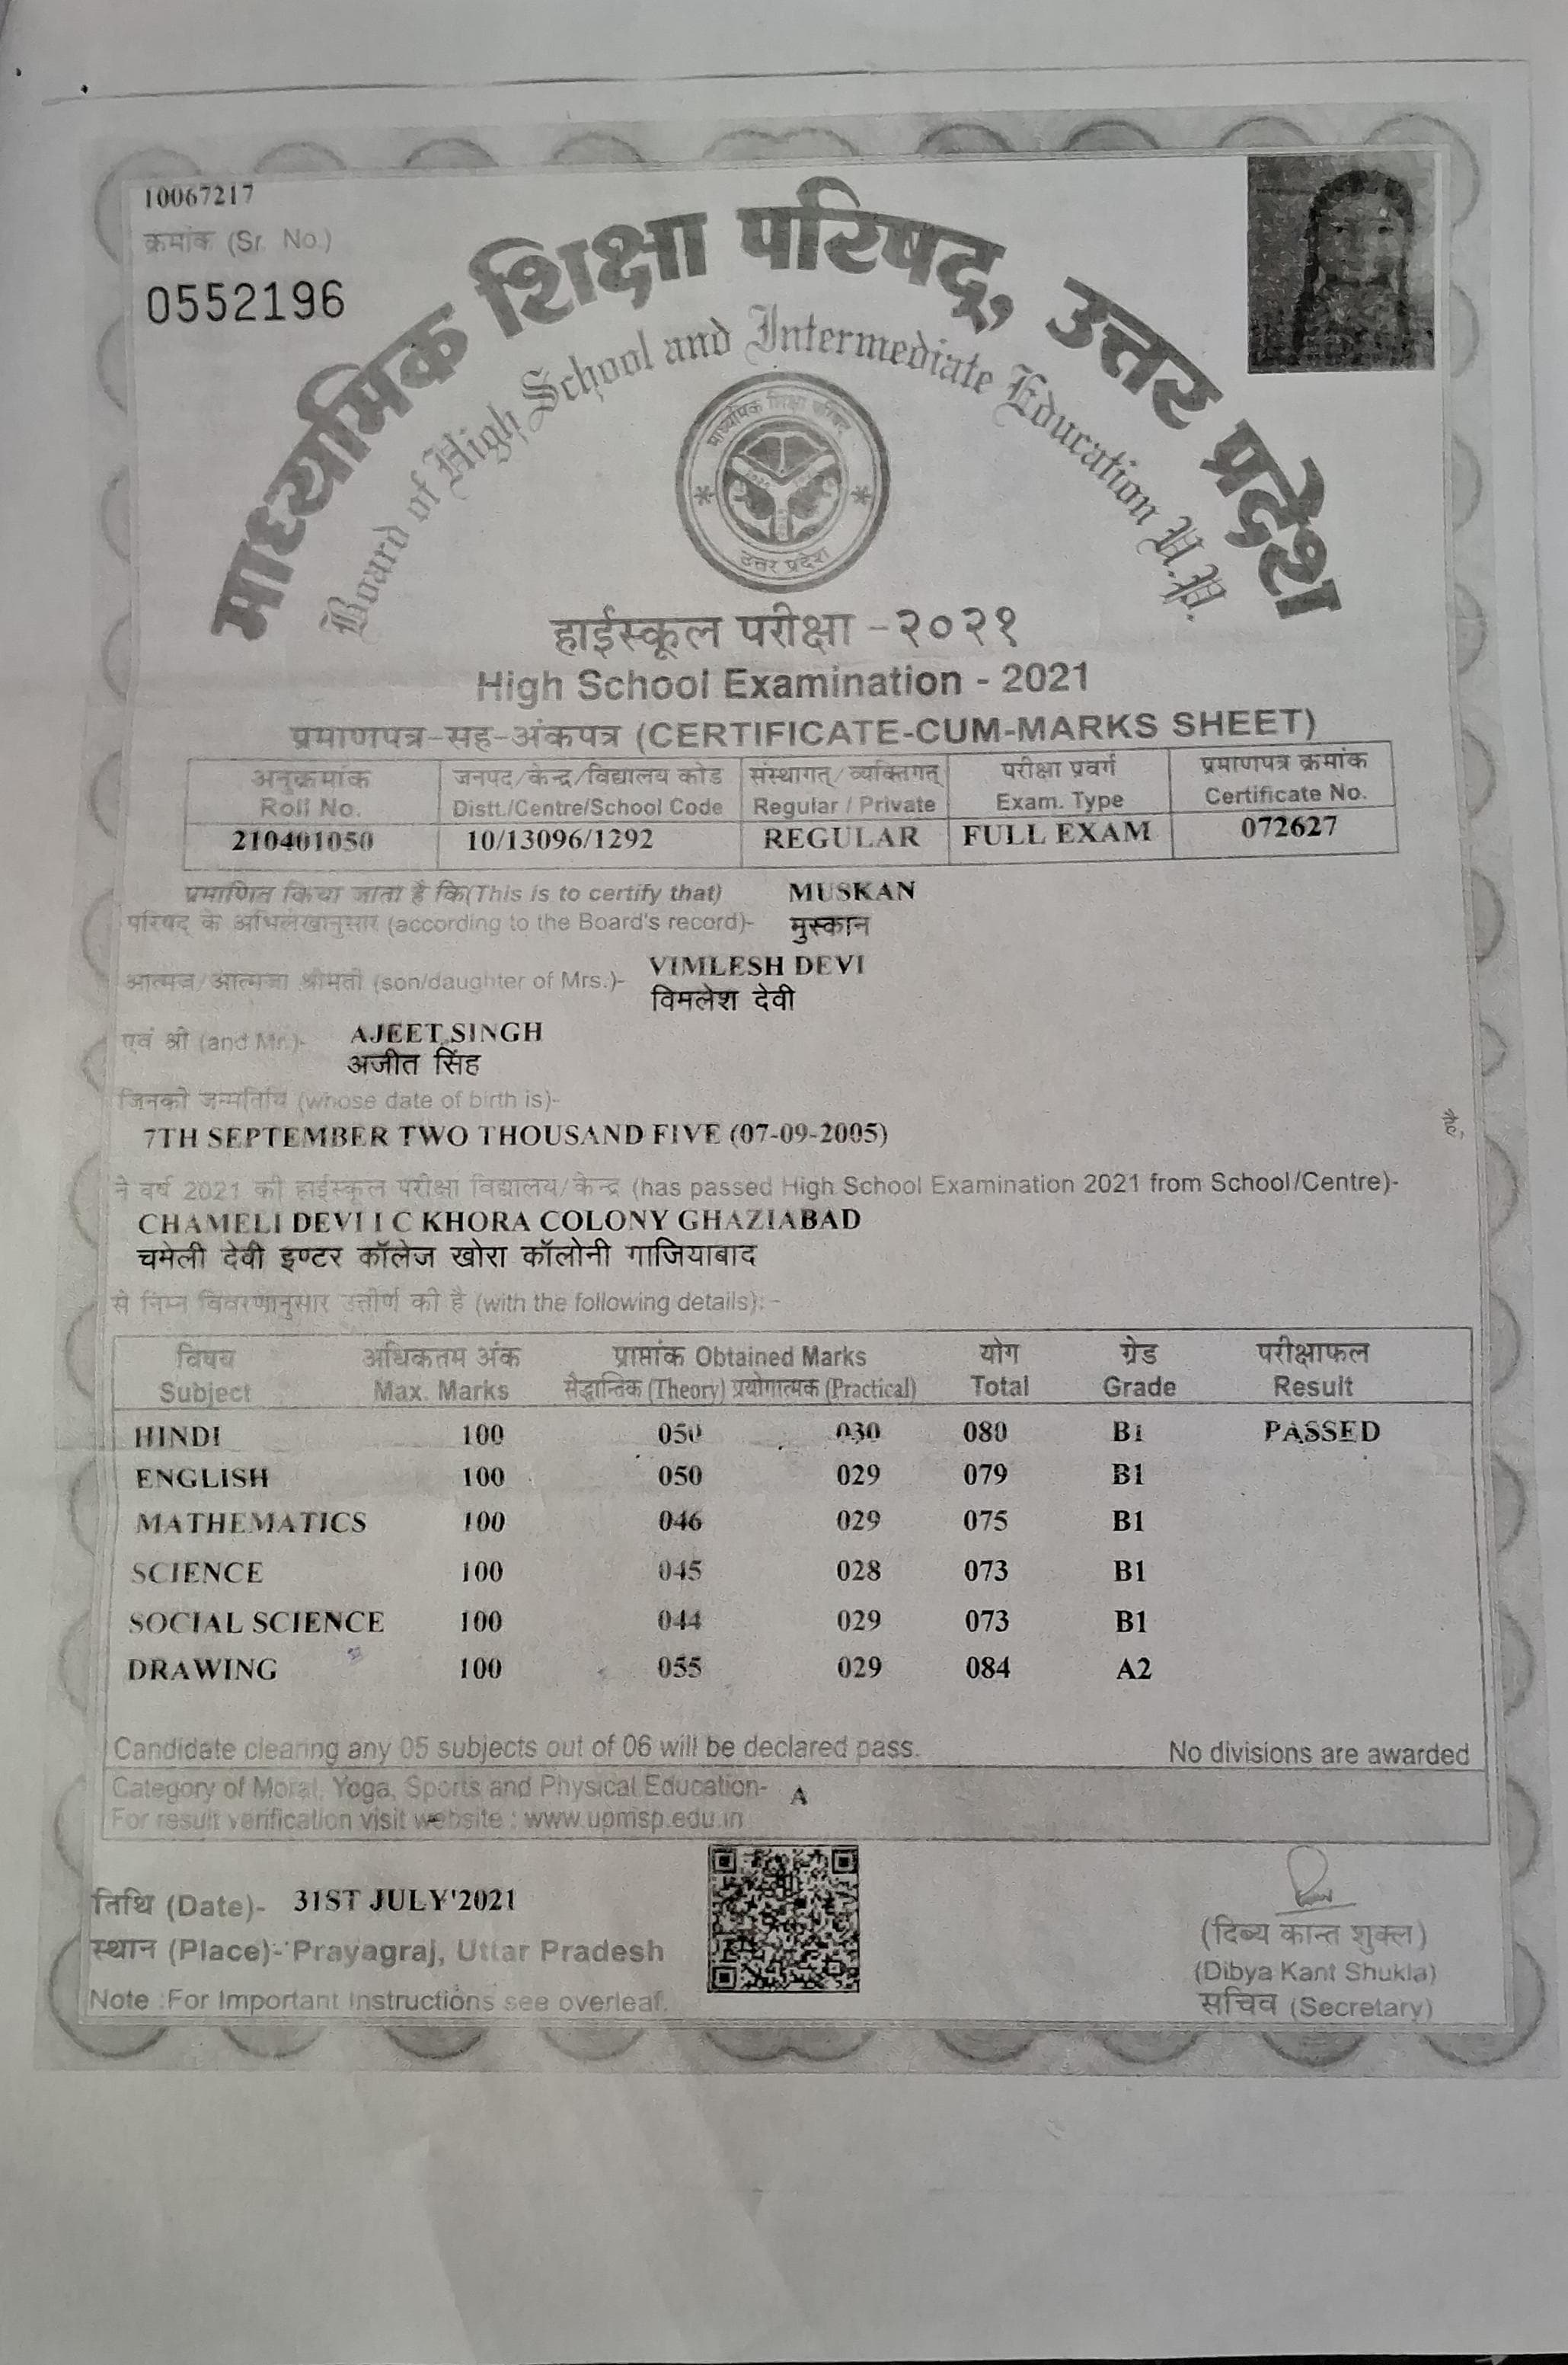 10067217
क्रमांक (Sr. No.)
0552196
माध्यमिक शिक्षा परिषद्, उत्तर प्रदेश
Board of High School and Intermediate Education U.P.
माध्यमिक शिक्षा परिषद्
उत्तर प्रदेश
हाईस्कूल परीक्षा -२०२१
High School Examination - 2021
प्रमाणपत्र-सह-अंकपत्र (CERTIFICATE-CUM-MARKS SHEET)
अनुक्रमांक जनपद/केन्द्र/विद्यालय कोड संस्थागत्/व्यक्तिगत् परीक्षा प्रवर्ग प्रमाणपत्र क्रमांक
Roll No. Distt./Centre/School Code Regular / Private Exam. Type Certificate No.
210401050 10/13096/1292 REGULAR FULL EXAM 072627
प्रमाणित किया जाता है कि(This is to certify that) MUSKAN
परिषद् के अभिलेखानुसार (according to the Board's record)- मुस्कान
आत्मज/आत्मजा श्रीमती (son/daughter of Mrs.)- VIMLESH DEVI
विमलेश देवी
एवं श्री (and Mr.)- AJEET SINGH
अजीत सिंह
जिनकी जन्मतिथि (whose date of birth is)-
7TH SEPTEMBER TWO THOUSAND FIVE (07-09-2005) है,
ने वर्ष 2021 की हाईस्कूल परीक्षा विद्यालय/केन्द्र (has passed High School Examination 2021 from School/Centre)-
CHAMELI DEVI I C KHORA COLONY GHAZIABAD
चमेली देवी इण्टर कॉलेज खोरा कॉलोनी गाजियाबाद
से निम्न विवरणानुसार उत्तीर्ण की है (with the following details):-
विषय अधिकतम अंक प्राप्तांक Obtained Marks योग ग्रेड परीक्षाफल
Subject Max. Marks सैद्धान्तिक (Theory) प्रयोगात्मक (Practical) Total Grade Result
HINDI 100 050 030 080 B1 PASSED
ENGLISH 100 050 029 079 B1
MATHEMATICS 100 046 029 075 B1
SCIENCE 100 045 028 073 B1
SOCIAL SCIENCE 100 044 029 073 B1
DRAWING 100 055 029 084 A2
Candidate clearing any 05 subjects out of 06 will be declared pass. No divisions are awarded
Category of Moral, Yoga, Sports and Physical Education- A
For result verification visit website : www.upmsp.edu.in
तिथि (Date)- 31ST JULY'2021
स्थान (Place)- Prayagraj, Uttar Pradesh
Note :For Important Instructions see overleaf.
(दिब्य कान्त शुक्ल)
(Dibya Kant Shukla)
सचिव (Secretary)